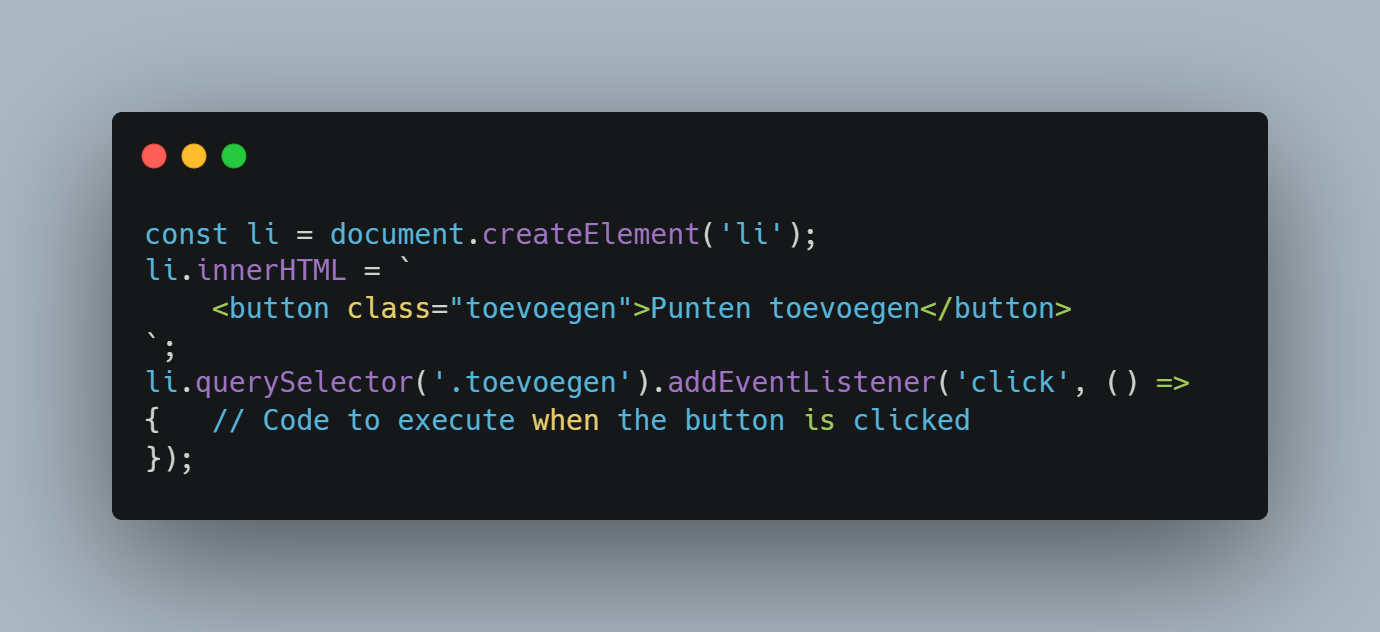 const li = document.createElement('li');
li.innerHTML = `
    <button class="toevoegen">Punten toevoegen</button>
`;
li.querySelector('.toevoegen').addEventListener('click', () =>
{   // Code to execute when the button is clicked
});